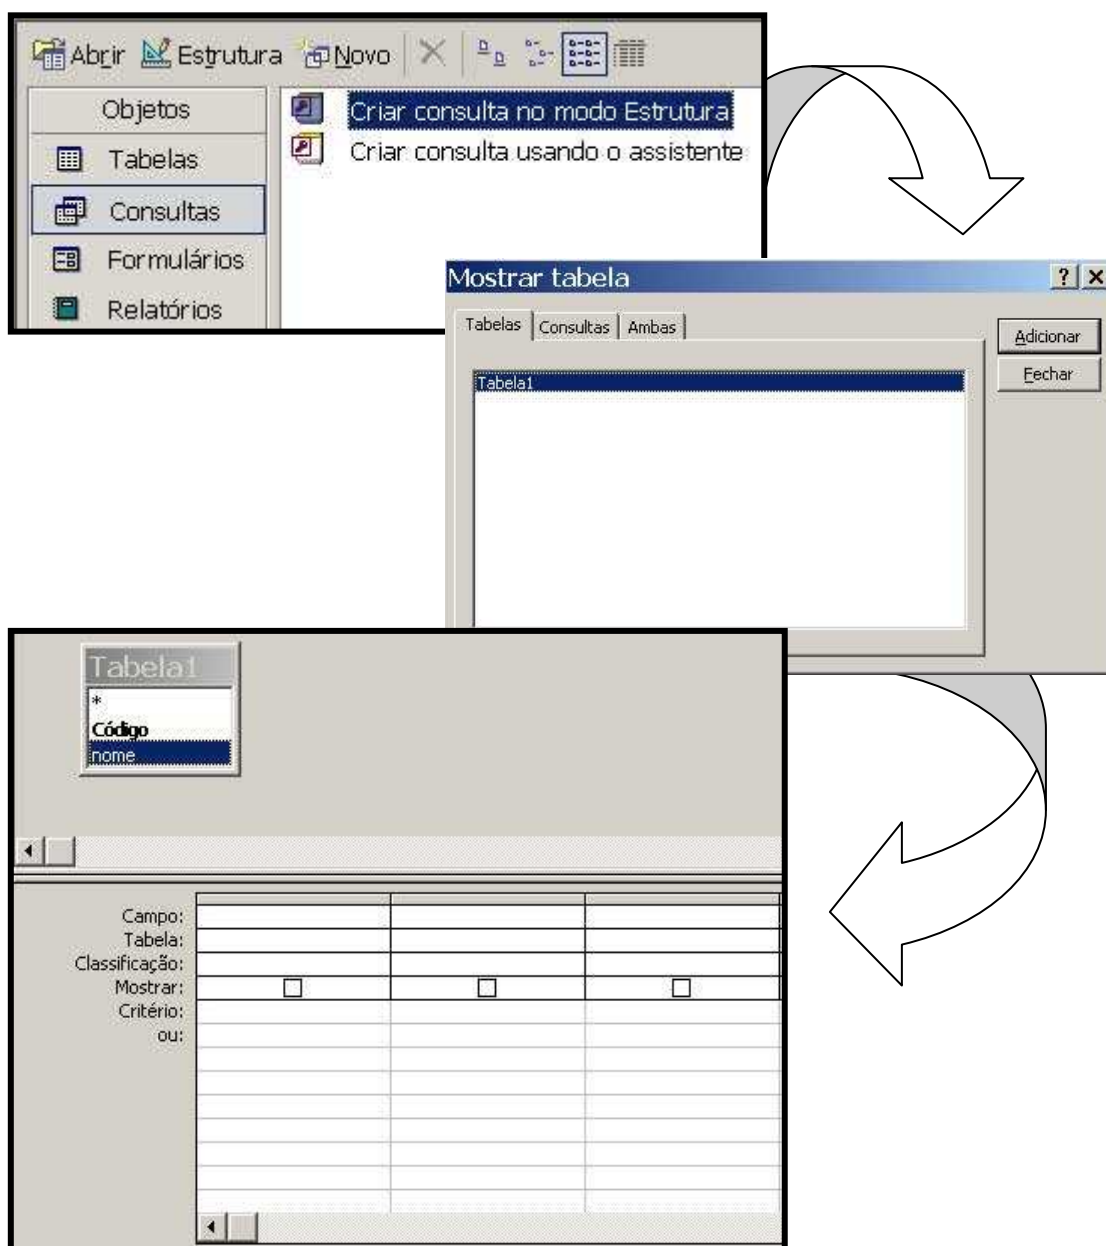 Abrir Estrutura Novo
Objetos
Tabelas
Consultas
Formulários
Relatórios
Criar consulta no modo Estrutura
Criar consulta usando o assistente
Mostrar tabela
Tabelas Consultas Ambas
Tabela1
Adicionar
Fechar
Tabela1
*
Código
nome
Campo:
Tabela:
Classificação:
Mostrar:
Critério:
ou: